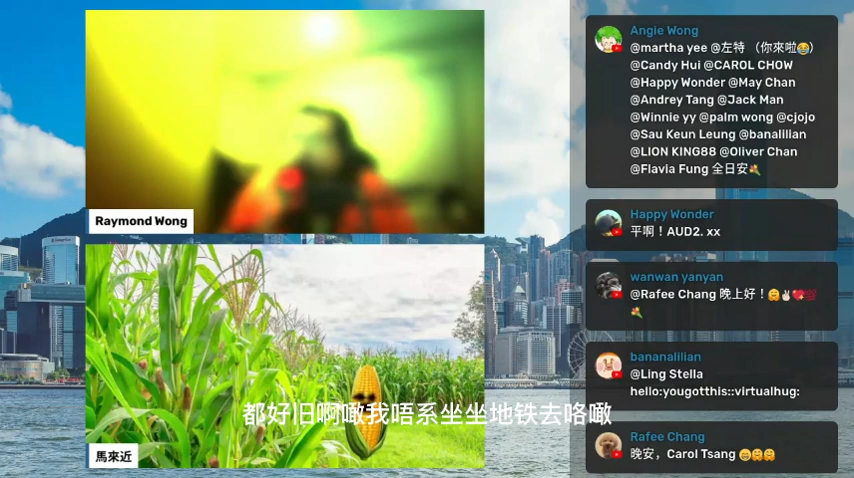 Raymond Wong
馬來近
都好旧啊噉我唔系坐坐地铁去咯噉
Angie Wong
@martha yee @左特 （你來啦😂）
@Candy Hui @CAROL CHOW
@Happy Wonder @May Chan
@Andrey Tang @Jack Man
@Winnie yy @palm wong @cjojo
@Sau Keun Leung @banalilian
@LION KING88 @Oliver Chan
@Flavia Fung 全日安💐
Happy Wonder
平啊！AUD2. xx
wanwan yanyan
@Rafee Chang 晚上好！🤗✌🏻💖💯
💐
bananalilian
@Ling Stella
hello:yougotthis::virtualhug:
Rafee Chang
晚安，Carol Tsang 😄🤗🤗